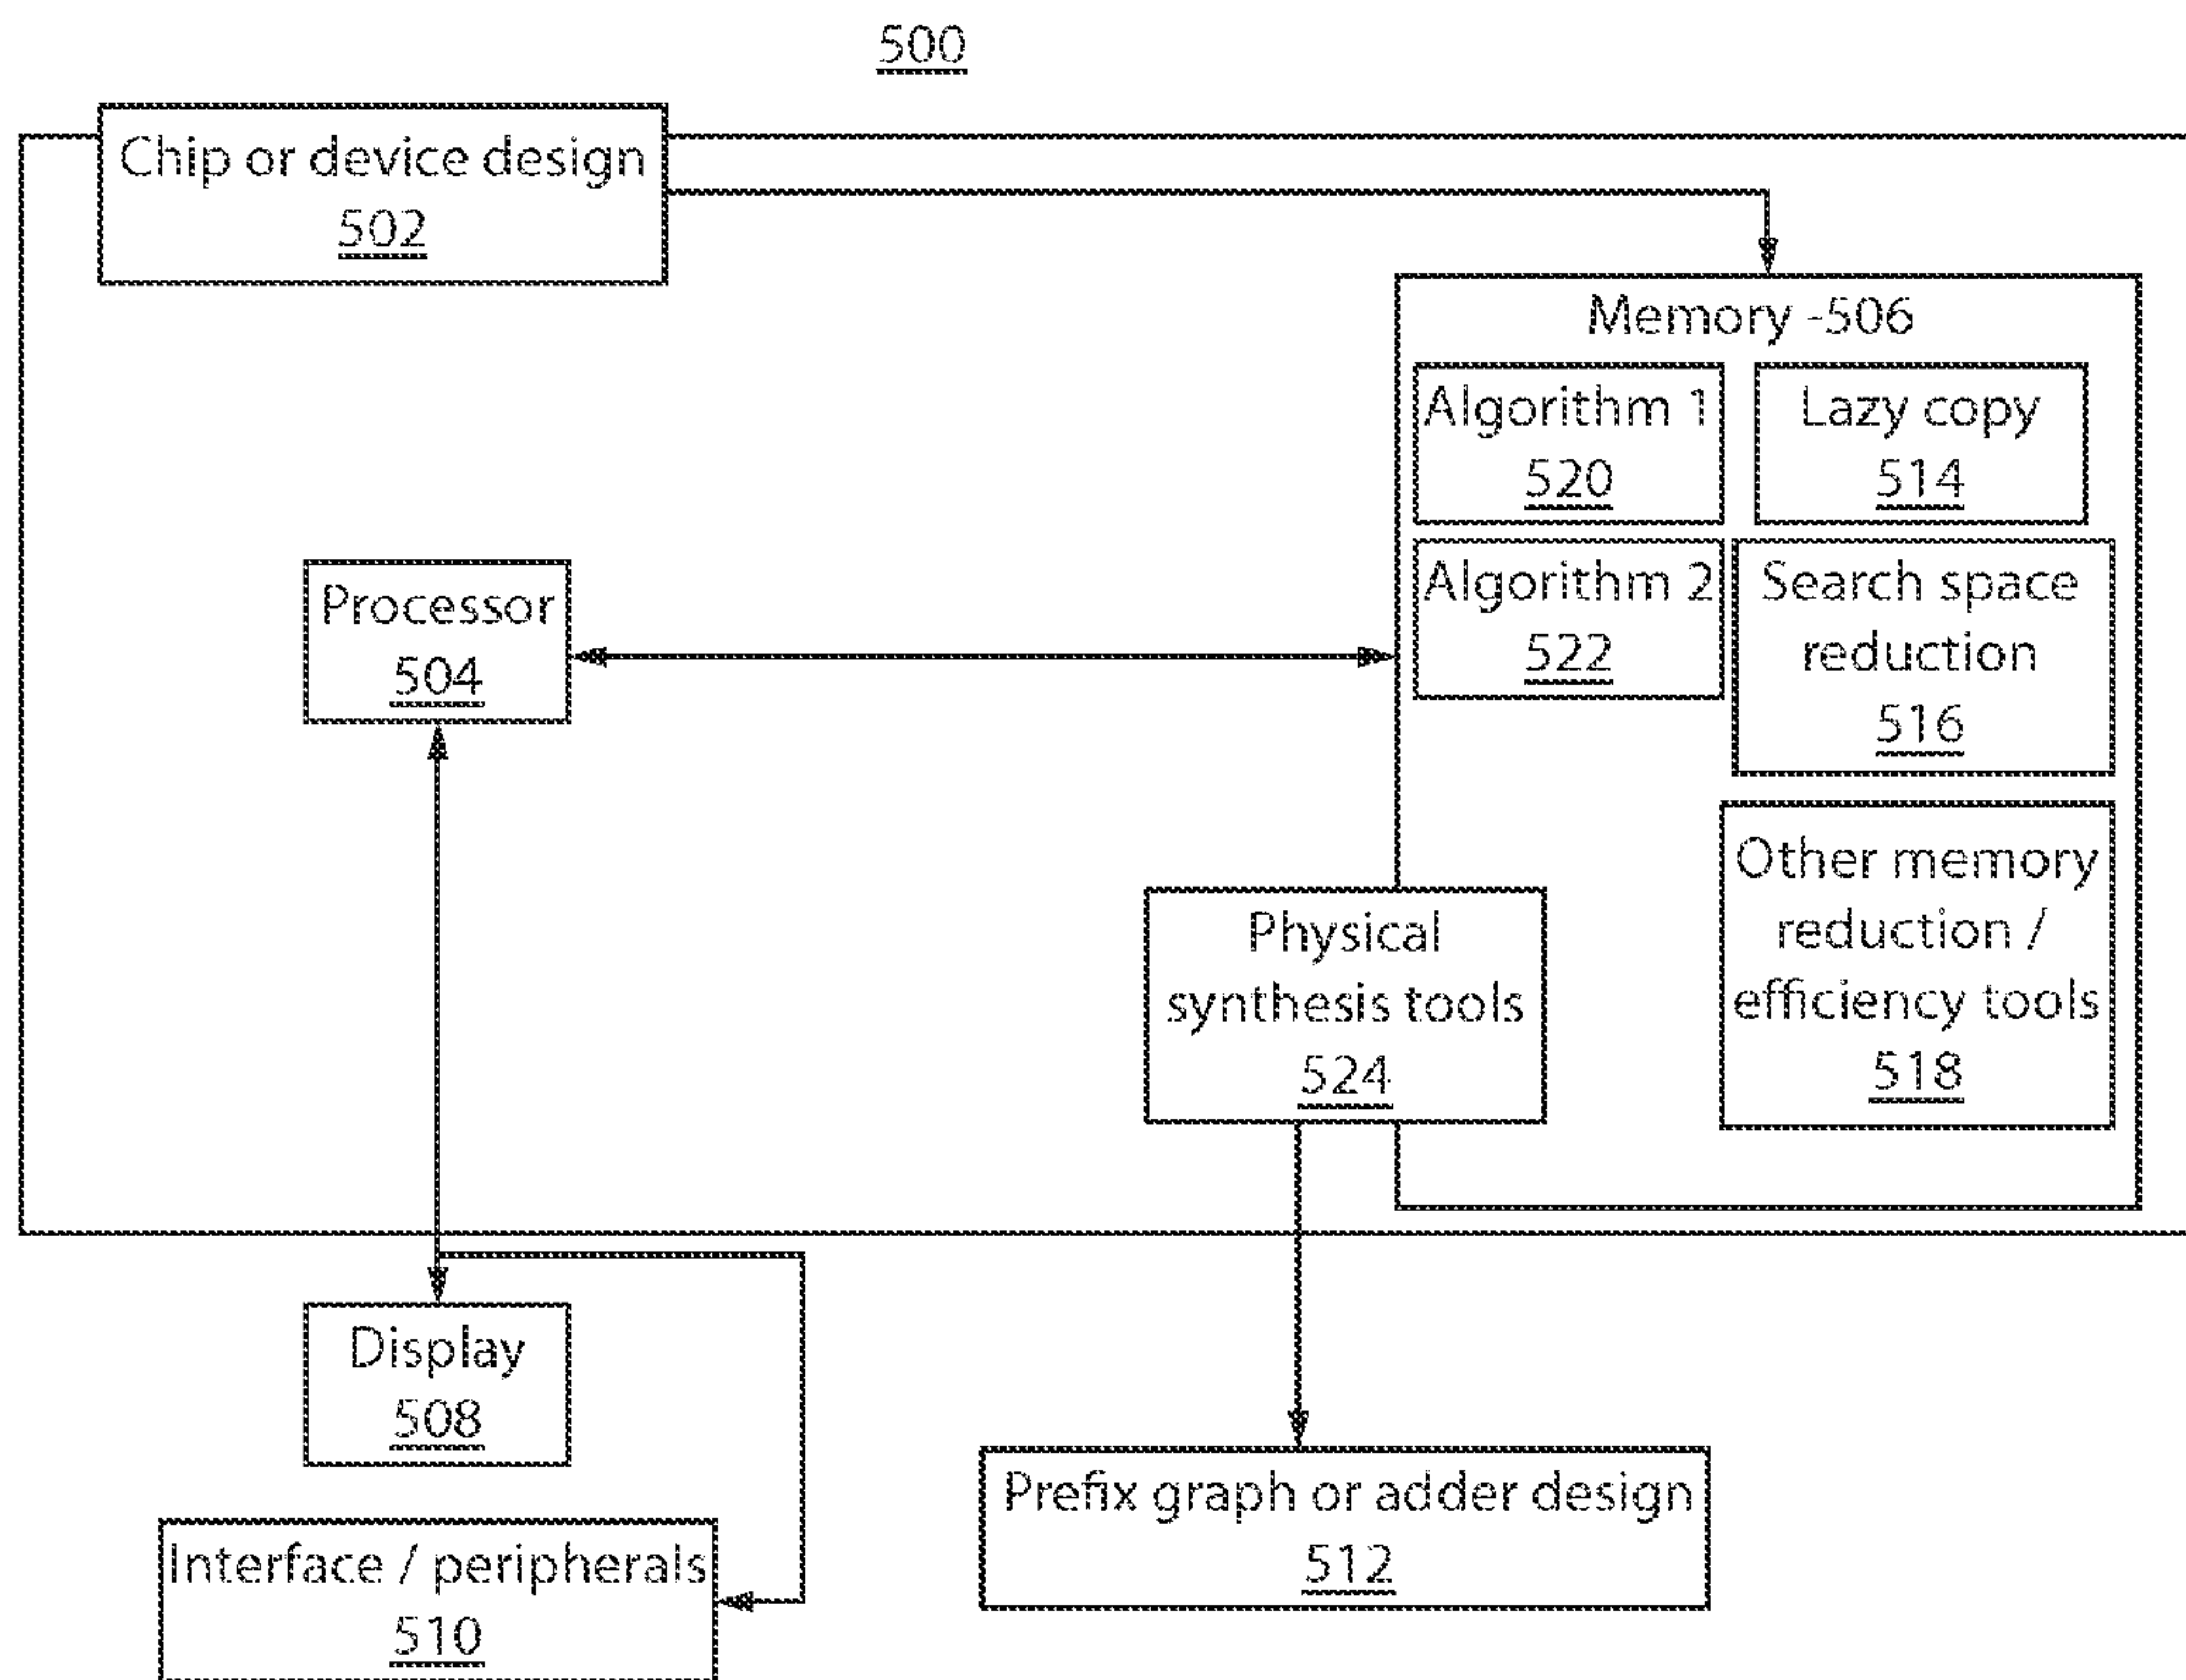 500
Chip or device design
502
Memory -506
Algorithm 1
520
Lazy copy
514
Algorithm 2
522
Search space
reduction
516
Processor
504
Other memory
reduction /
efficiency tools
518
Physical
synthesis tools
524
Display
508
Interface / peripherals
510
Prefix graph or adder design
512